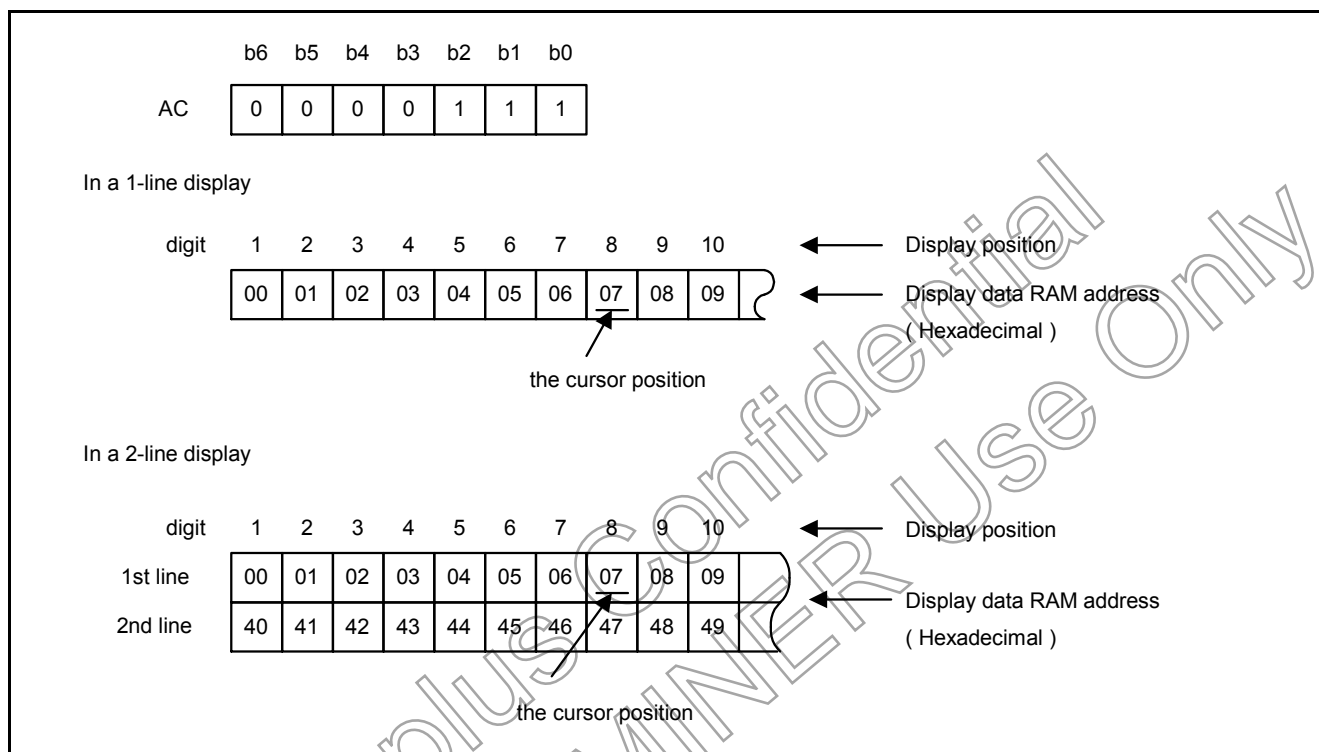 b6 b5 b4 b3 b2 b1 b0
AC 0 0 0 0 1 1 1
In a 1-line display
digit 1 2 3 4 5 6 7 8 9 10 Display position
00 01 02 03 04 05 06 07 08 09 Display data RAM address
( Hexadecimal )
the cursor position
In a 2-line display
digit 1 2 3 4 5 6 7 8 9 10 Display position
1st line 00 01 02 03 04 05 06 07 08 09
Display data RAM address
2nd line 40 41 42 43 44 45 46 47 48 49
( Hexadecimal )
the cursor position
plus Confidential
MINER Use Only